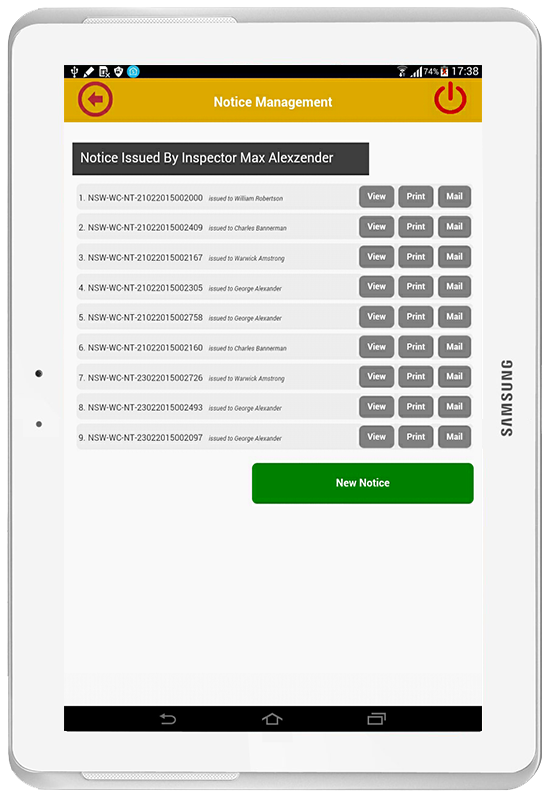 74% 17:38
Notice Management
Notice Issued By Inspector Max Alexzender
1. NSW-WC-NT-21022015002000 issued to William Robertson View Print Mail
2. NSW-WC-NT-21022015002409 issued to Charles Bannerman View Print Mail
3. NSW-WC-NT-21022015002167 issued to Warwick Amstrong View Print Mail
4. NSW-WC-NT-21022015002305 issued to George Alexander View Print Mail
5. NSW-WC-NT-21022015002758 issued to George Alexander View Print Mail
6. NSW-WC-NT-21022015002160 issued to Charles Bannerman View Print Mail
7. NSW-WC-NT-23022015002726 issued to Warwick Amstrong View Print Mail
8. NSW-WC-NT-23022015002493 issued to George Alexander View Print Mail
9. NSW-WC-NT-23022015002097 issued to George Alexander View Print Mail
New Notice
SAMSUNG